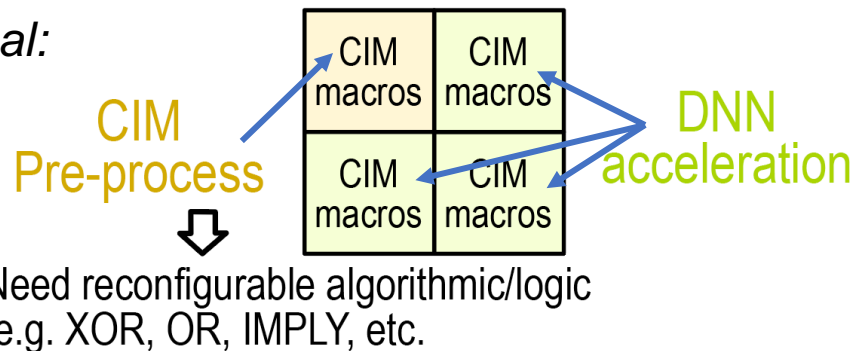 al:
CIM
macros
CIM
macros
CIM
Pre-process
DNN
acceleration
CIM
macros
CIM
macros
Need reconfigurable algorithmic/logic
e.g. XOR, OR, IMPLY, etc.